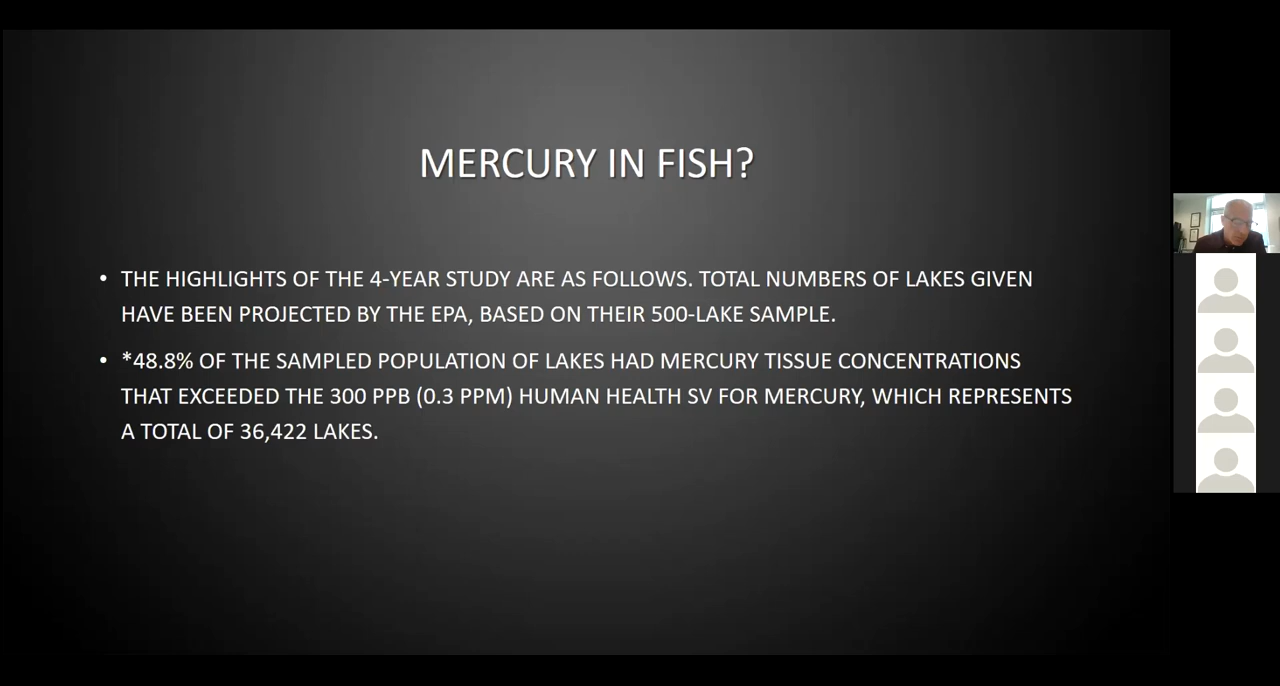 MERCURY IN FISH?
• THE HIGHLIGHTS OF THE 4-YEAR STUDY ARE AS FOLLOWS. TOTAL NUMBERS OF LAKES GIVEN
HAVE BEEN PROJECTED BY THE EPA, BASED ON THEIR 500-LAKE SAMPLE.
• *48.8% OF THE SAMPLED POPULATION OF LAKES HAD MERCURY TISSUE CONCENTRATIONS
THAT EXCEEDED THE 300 PPB (0.3 PPM) HUMAN HEALTH SV FOR MERCURY, WHICH REPRESENTS
A TOTAL OF 36,422 LAKES.